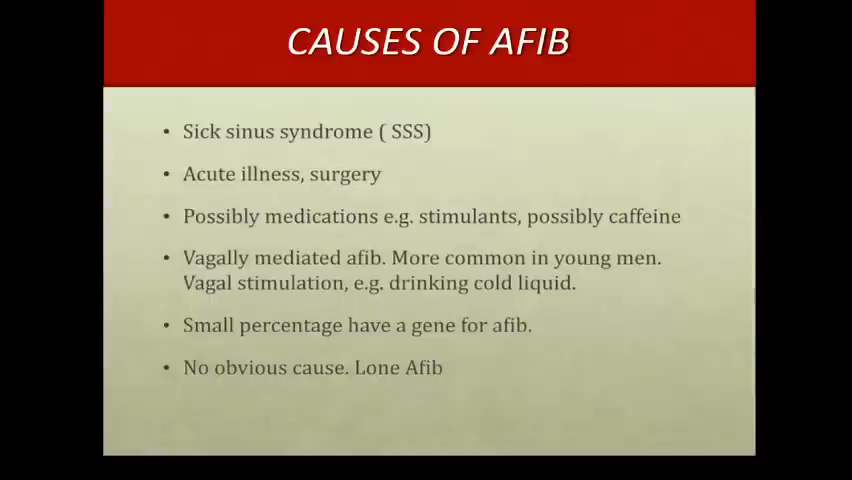 CAUSES OF AFIB
• Sick sinus syndrome ( SSS)
• Acute illness, surgery
• Possibly medications e.g. stimulants, possibly caffeine
• Vagally mediated afib. More common in young men.
Vagal stimulation, e.g. drinking cold liquid.
• Small percentage have a gene for afib.
• No obvious cause. Lone Afib